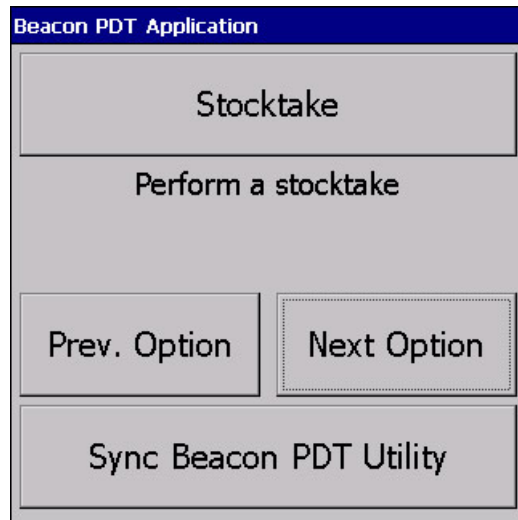 Beacon PDT Application
Stocktake
Perform a stocktake
Prev. Option
Next Option
Sync Beacon PDT Utility